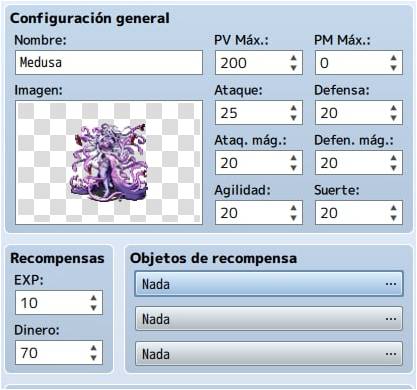 Configuración general
Nombre:
Medusa
PV Máx.: PM Máx.:
200 0
Imagen:
Ataque: Defensa:
25 20
Ataq. mág.: Defen. mág.:
20 20
Agilidad: Suerte:
20 20
Recompensas
EXP:
10
Dinero:
70
Objetos de recompensa
Nada ...
Nada ...
Nada ...